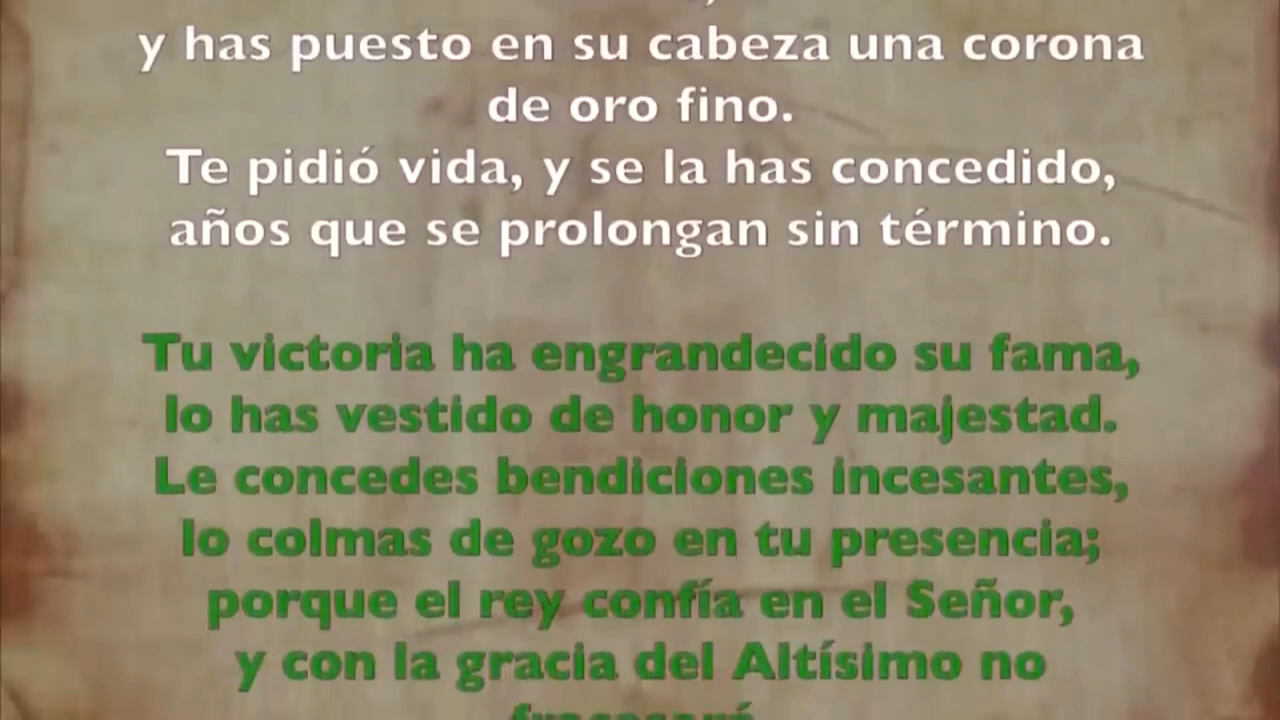 y has puesto en su cabeza una corona
de oro fino.
Te pidió vida, y se la has concedido,
años que se prolongan sin término.
Tu victoria ha engrandecido su fama,
lo has vestido de honor y majestad.
Le concedes bendiciones incesantes,
lo colmas de gozo en tu presencia;
porque el rey confía en el Señor,
y con la gracia del Altísimo no